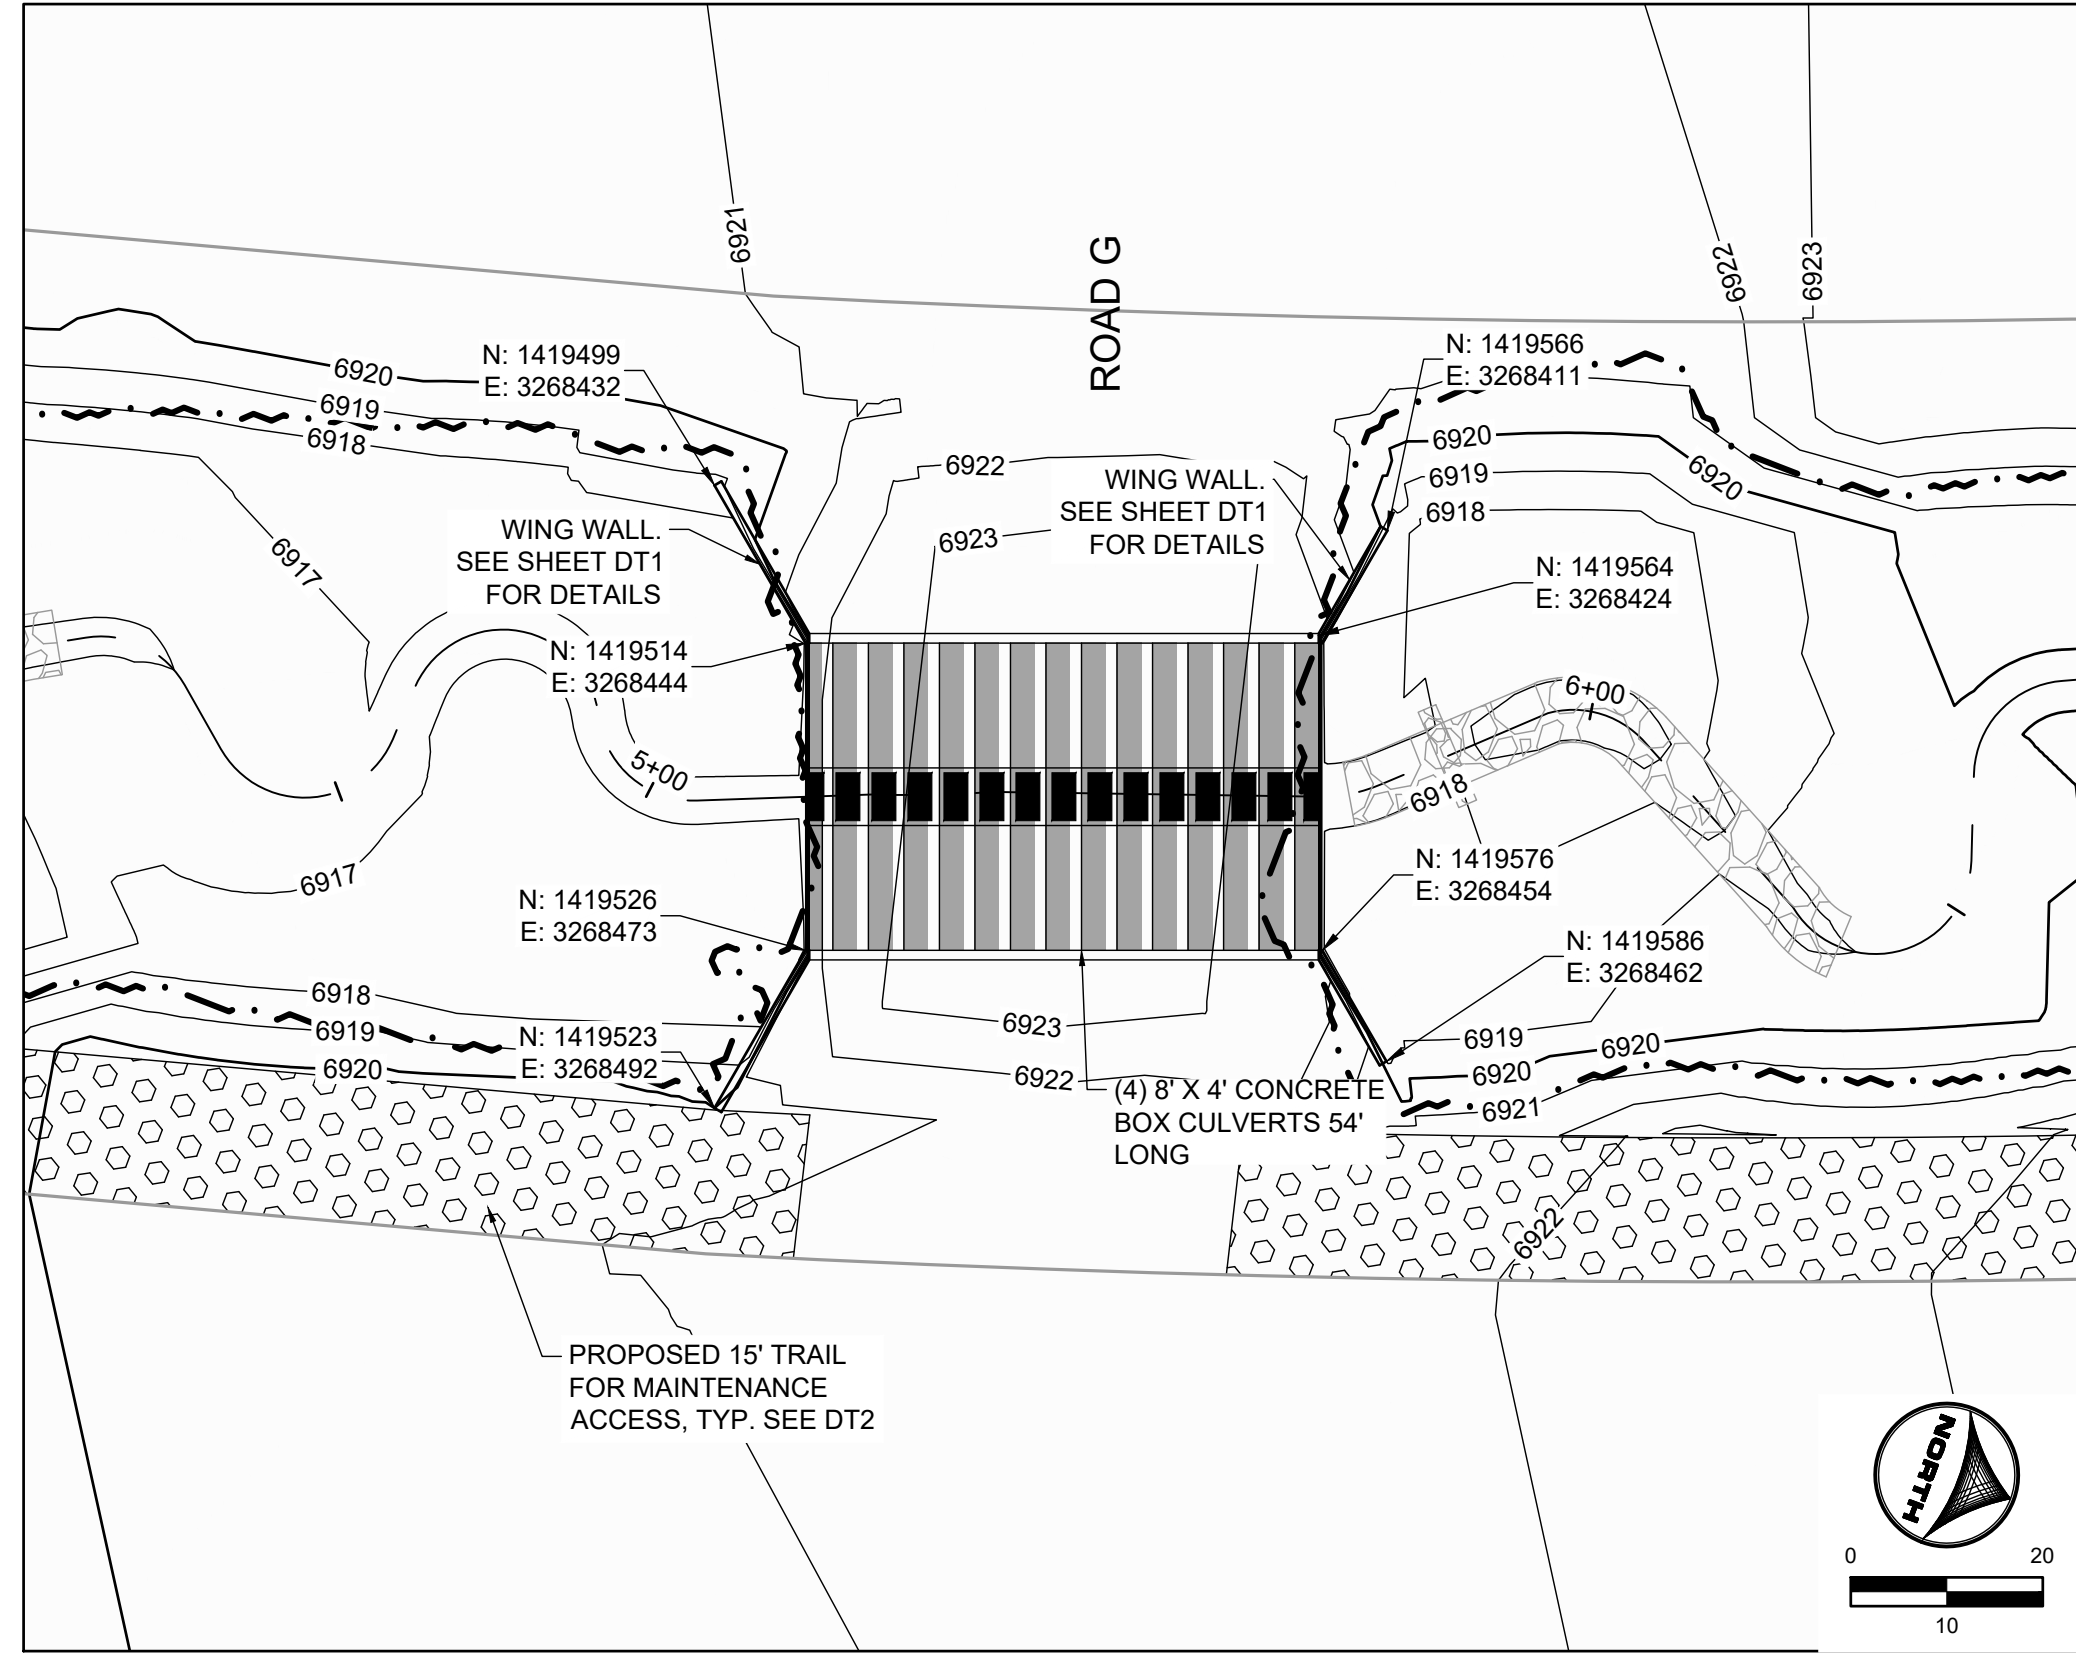 6921
ROAD G
6922
6923
N: 1419499
E: 3268432
N: 1419566
E: 3268411
6920
6919
6918
6922
WING WALL.
SEE SHEET DT1
FOR DETAILS
6920
6919
6918
6920
6923
WING WALL.
SEE SHEET DT1
FOR DETAILS
6917
N: 1419564
E: 3268424
N: 1419514
E: 3268444
5+00
6+00
6918
N: 1419576
E: 3268454
6917
N: 1419526
E: 3268473
N: 1419586
E: 3268462
6918
6919
6920
N: 1419523
E: 3268492
6923
6922
6919
6920
6920
6921
(4) 8' X 4' CONCRETE
BOX CULVERTS 54'
LONG
6922
PROPOSED 15' TRAIL
FOR MAINTENANCE
ACCESS, TYP. SEE DT2
NORTH
0
20
10